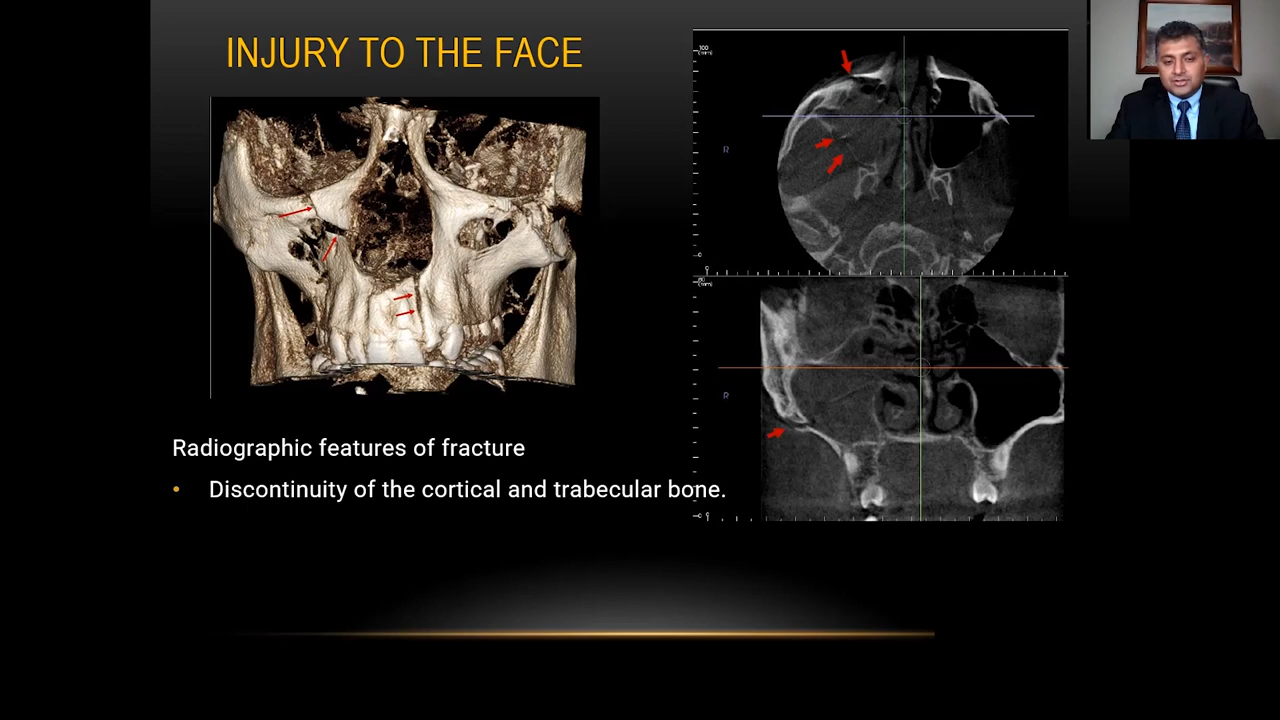 INJURY TO THE FACE
R
R
Radiographic features of fracture
• Discontinuity of the cortical and trabecular bone.